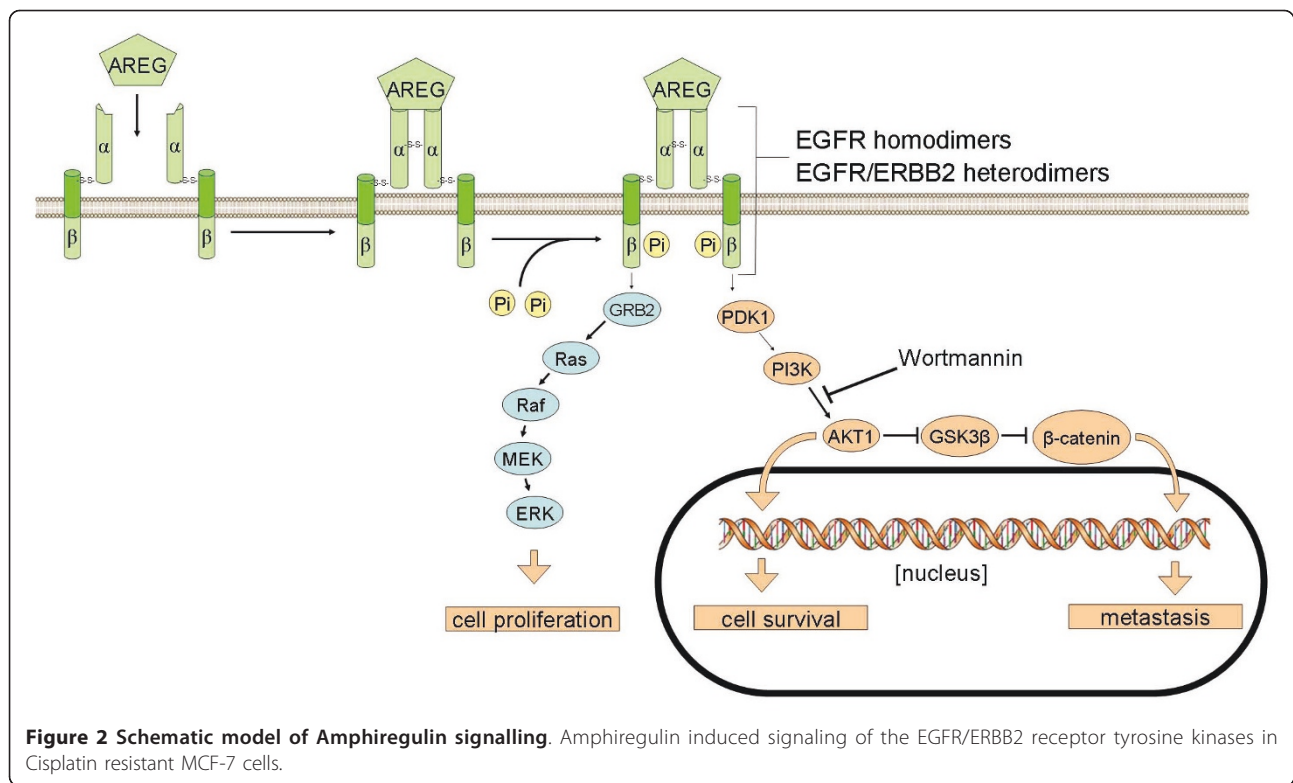 AREG
AREG
AREG
α
α
α
α
α
α
-S-S-
-S-S-
-S-S-
-S-S-
-S-S-
-S-S-
-S-S-
-S-S-
EGFR homodimers
EGFR/ERBB2 heterodimers
β
β
β
β
β
β
Pi
Pi
Pi
Pi
GRB2
Ras
Raf
MEK
ERK
cell proliferation
PDK1
PI3K
Wortmannin
AKT1
GSK3β
β-catenin
[nucleus]
cell survival
metastasis
Figure 2 Schematic model of Amphiregulin signalling. Amphiregulin induced signaling of the EGFR/ERBB2 receptor tyrosine kinases in
Cisplatin resistant MCF-7 cells.